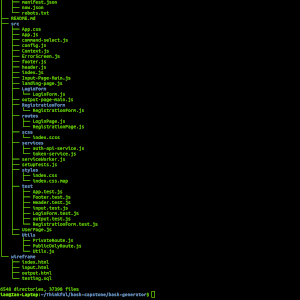 manifest.json
now.json
robots.txt
README.md
src
App.css
App.js
command-select.js
config.js
Context.js
ErrorScreen.js
footer.js
header.js
index.js
Input-Page-Main.js
landing-page.js
LoginForm
LoginForm.js
output-page-main.js
RegistrationForm
RegistrationForm.js
routes
LoginPage.js
RegistrationPage.js
scss
index.scss
services
auth-api-service.js
token-service.js
serviceWorker.js
setupTests.js
styles
index.css
index.css.map
test
App.test.js
Footer.test.js
Header.test.js
input.test.js
LoginForm.test.js
output.test.js
RegistrationForm.test.js
UserPage.js
Utils
PrivateRoute.js
PublicOnlyRoute.js
Utils.js
wireframe
index.html
input.html
output.html
testing.sql
6540 directories, 37398 files
ian@Ian-Laptop:~/thinkful/bash-capstone/bash-generator$